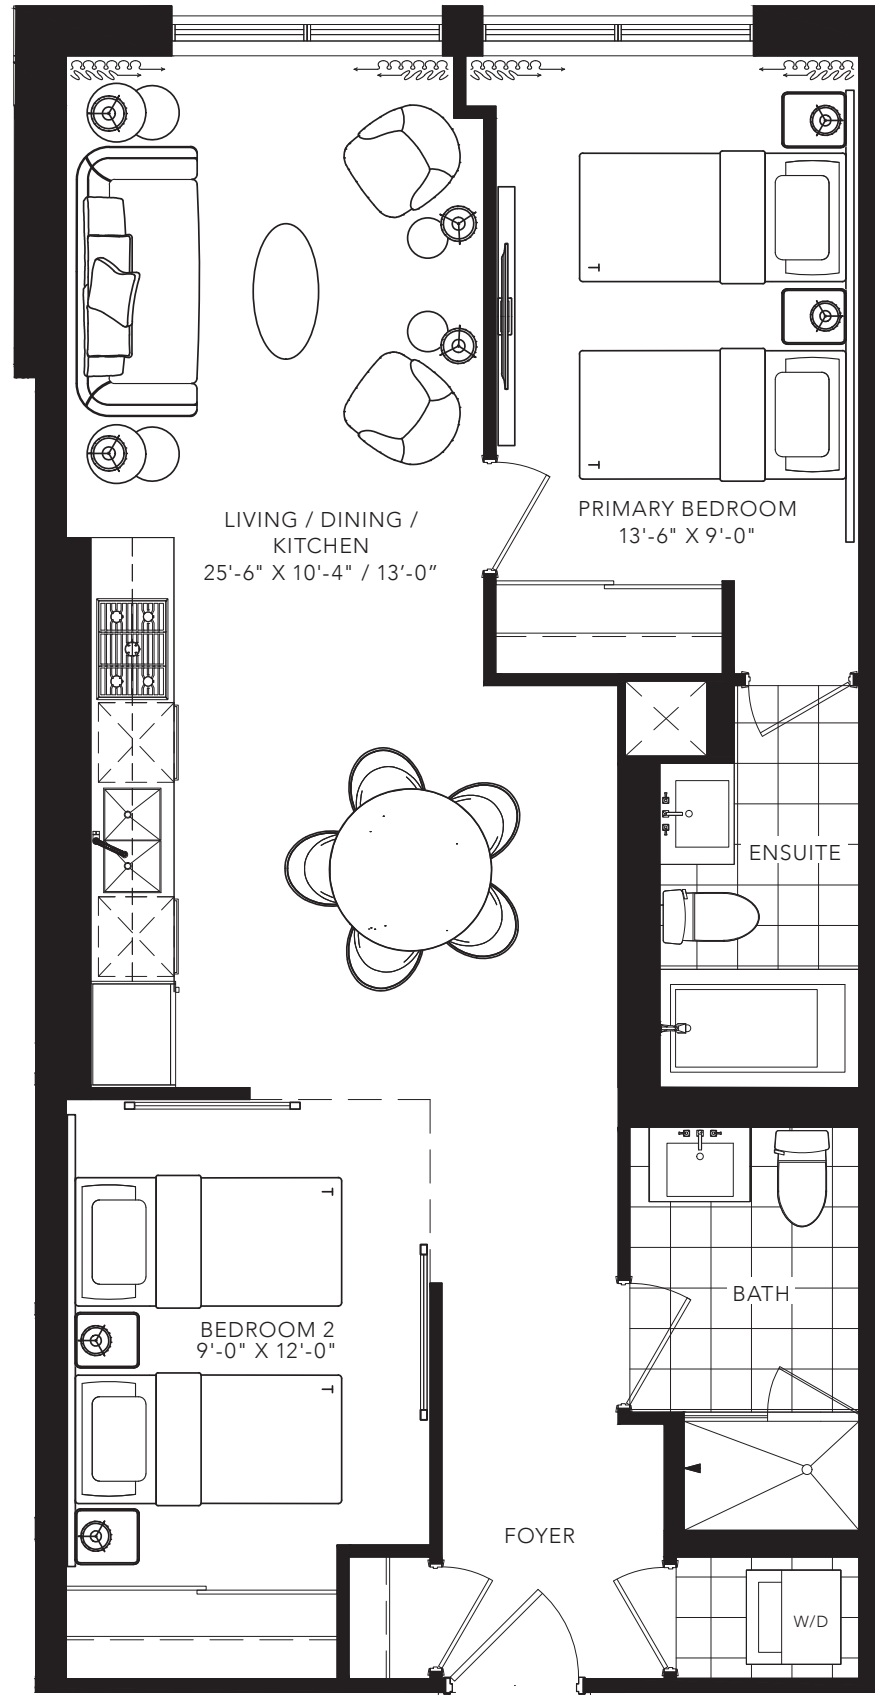 LIVING / DINING /
KITCHEN
25'-6" X 10'-4" / 13’-0”
PRIMARY BEDROOM
13'-6" X 9'-0"
ENSUITE
BATH
BEDROOM 2
9'-0" X 12'-0"
FOYER
W/D